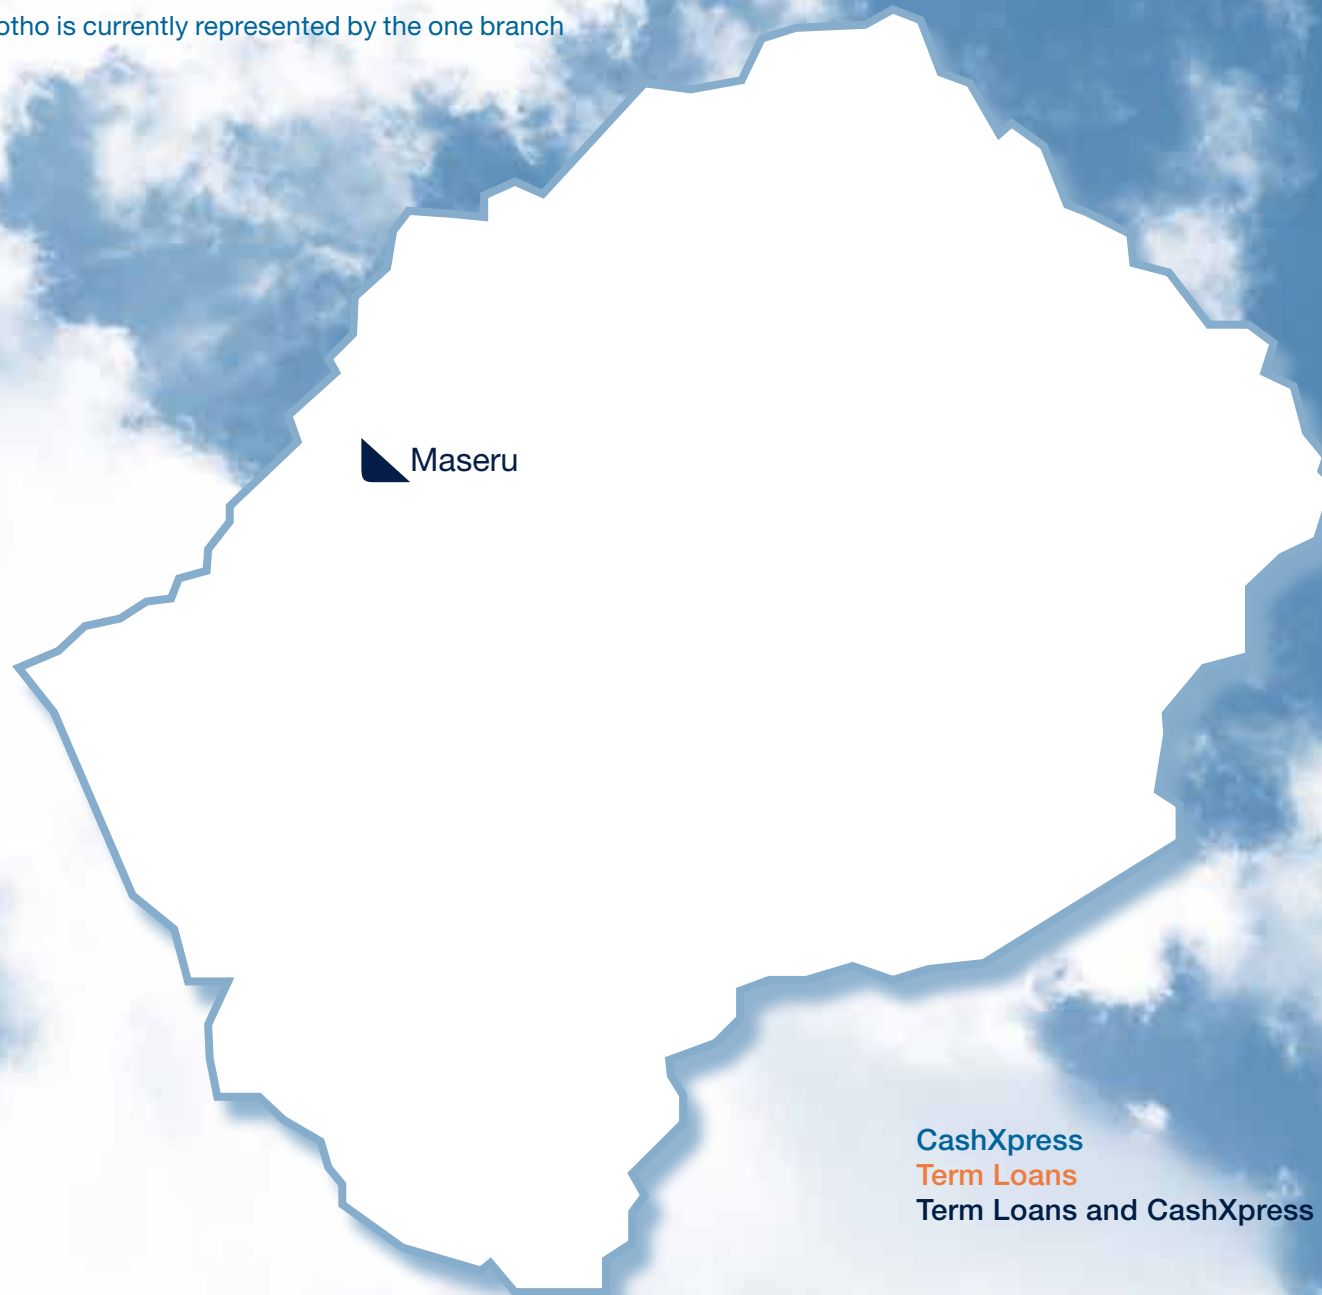 otho is currently represented by the one branch
Maseru
CashXpress
Term Loans
Term Loans and CashXpress